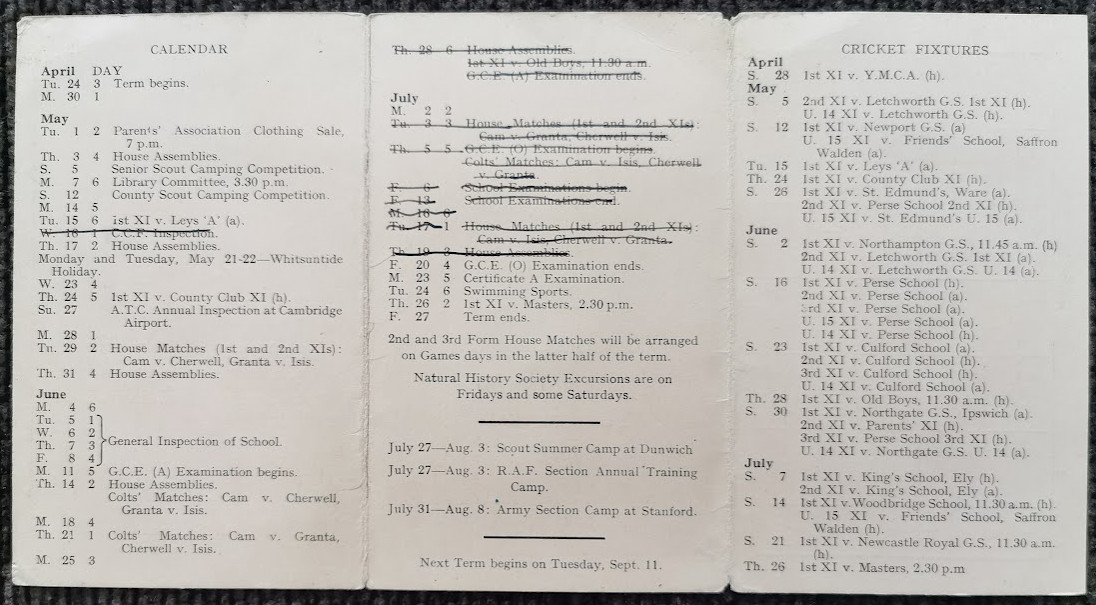 CALENDAR
April DAY
Tu. 24 3 Term begins.
M. 30 1
May
Tu. 1 2 Parents' Association Clothing Sale,
7 p.m.
Th. 3 4 House Assemblies.
S. 5 Senior Scout Camping Competition.
M. 7 6 Library Committee, 3.30 p.m.
S. 12 County Scout Camping Competition.
M. 14 5
Tu. 15 6 1st XI v. Leys 'A' (a).
W. 16 1 C.C.F. Inspection.
Th. 17 2 House Assemblies.
Monday and Tuesday, May 21-22—Whitsuntide
Holiday.
W. 23 4
Th. 24 5 1st XI v. County Club XI (h).
Su. 27 A.T.C. Annual Inspection at Cambridge
Airport.
M. 28 1
Tu. 29 2 House Matches (1st and 2nd XIs):
Cam v. Cherwell, Granta v. Isis.
Th. 31 4 House Assemblies.
June
M. 4 6
Tu. 5 1
W. 6 2
Th. 7 3
F. 8 4
General Inspection of School.
M. 11 5 G.C.E. (A) Examination begins.
Th. 14 2 House Assemblies.
Colts' Matches: Cam v. Cherwell,
Granta v. Isis.
M. 18 4
Th. 21 1 Colts' Matches: Cam v. Granta,
Cherwell v. Isis.
M. 25 3
Th. 28 6 House Assemblies.
1st XI v. Old Boys, 11.30 a.m.
G.C.E. (A) Examination ends.
July
M. 2 2
Tu. 3 3 House Matches (1st and 2nd XIs):
Cam v. Granta, Cherwell v. Isis.
Th. 5 5 G.C.E. (O) Examination begins.
Colts' Matches: Cam v. Isis, Cherwell
v. Granta.
F. 6 School Examinations begin.
F. 13 School Examinations end.
M. 16 6
Tu. 17 1 House Matches (1st and 2nd XIs):
Cam v. Isis, Cherwell v. Granta.
Th. 19 3 House Assemblies.
F. 20 4 G.C.E. (O) Examination ends.
M. 23 5 Certificate A Examination.
Tu. 24 6 Swimming Sports.
Th. 26 2 1st XI v. Masters, 2.30 p.m.
F. 27 Term ends.
2nd and 3rd Form House Matches will be arranged
on Games days in the latter half of the term.
Natural History Society Excursions are on
Fridays and some Saturdays.
July 27—Aug. 3: Scout Summer Camp at Dunwich
July 27—Aug. 3: R.A.F. Section Annual Training
Camp.
July 31—Aug. 8: Army Section Camp at Stanford.
Next Term begins on Tuesday, Sept. 11.
CRICKET FIXTURES
April
S. 28 1st XI v. Y.M.C.A. (h).
May
S. 5 2nd XI v. Letchworth G.S. 1st XI (h).
U. 14 XI v. Letchworth G.S. (h).
S. 12 1st XI v. Newport G.S. (a)
U. 15 XI v. Friends' School, Saffron
Walden (a).
Tu. 15 1st XI v. Leys 'A' (a).
Th. 24 1st XI v. County Club XI (h).
S. 26 1st XI v. St. Edmund's, Ware (a).
2nd XI v. Perse School 2nd XI (h).
U. 15 XI v. St. Edmund's U. 15 (a).
June
S. 2 1st XI v. Northampton G.S., 11.45 a.m. (h)
2nd XI v. Letchworth G.S. 1st XI (a).
U. 14 XI v. Letchworth G.S. U. 14 (a).
S. 16 1st XI v. Perse School (h).
2nd XI v. Perse School (a).
3rd XI v. Perse School (a).
U. 15 XI v. Perse School (a).
U. 14 XI v. Perse School (h).
S. 23 1st XI v. Culford School (a).
2nd XI v. Culford School (h).
3rd XI v. Culford School (h).
U. 14 XI v. Culford School (a).
Th. 28 1st XI v. Old Boys, 11.30 a.m. (h).
S. 30 1st XI v. Northgate G.S., Ipswich (a).
2nd XI v. Parents' XI (h).
3rd XI v. Perse School 3rd XI (h).
U. 14 XI v. Northgate G.S. U. 14 (a).
July
S. 7 1st XI v. King's School, Ely (h).
2nd XI v. King's School, Ely (a).
S. 14 1st XI v. Woodbridge School, 11.30 a.m. (h).
U. 15 XI v. Friends' School, Saffron
Walden (h).
S. 21 1st XI v. Newcastle Royal G.S., 11.30 a.m.
(h).
Th. 26 1st XI v. Masters, 2.30 p.m